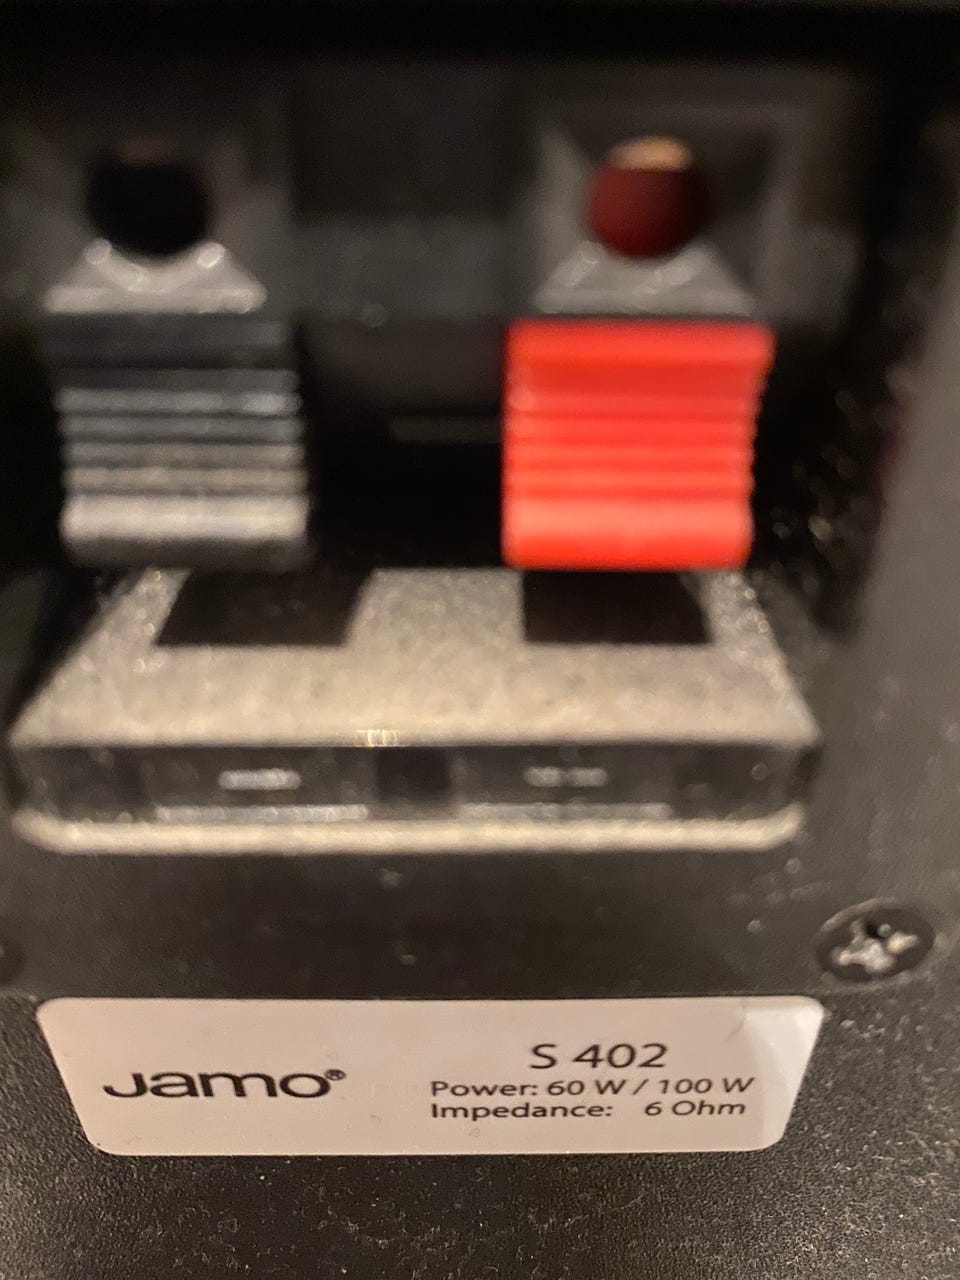 Jamo®
S 402
Power: 60 W / 100 W
Impedance: 6 Ohm